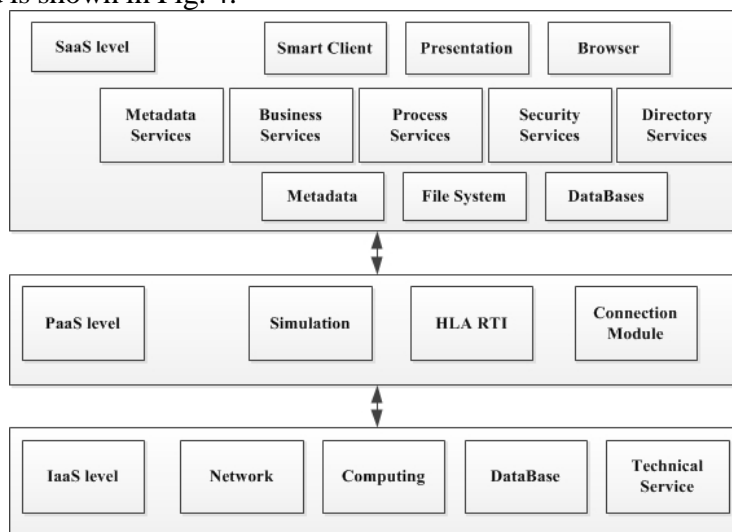 is shown in Fig. 4.
SaaS level
Smart Client
Presentation
Browser
Metadata
Services
Business
Services
Process
Services
Security
Services
Directory
Services
Metadata
File System
DataBases
PaaS level
Simulation
HLA RTI
Connection
Module
IaaS level
Network
Computing
DataBase
Technical
Service